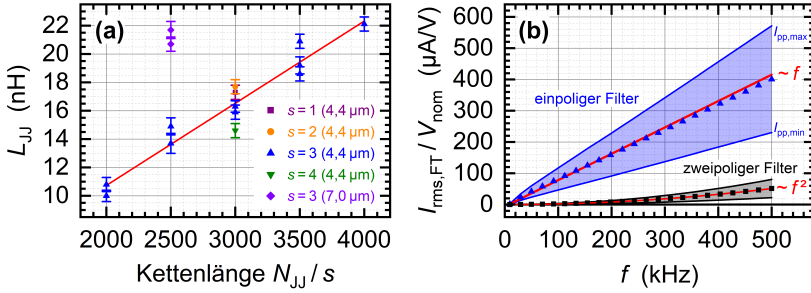 (a)
22
20
18
16
14
12
10
L_JJ (nH)
s = 1 (4,4 µm)
s = 2 (4,4 µm)
s = 3 (4,4 µm)
s = 4 (4,4 µm)
s = 3 (7,0 µm)
2000 2500 3000 3500 4000
Kettenlänge N_JJ / s
(b)
600
500
400
300
200
100
0
I_rms,FT / V_nom (µA/V)
I_pp,max
~ f
einpoliger Filter
I_pp,min
zweipoliger Filter
~ f²
0 100 200 300 400 500
f (kHz)